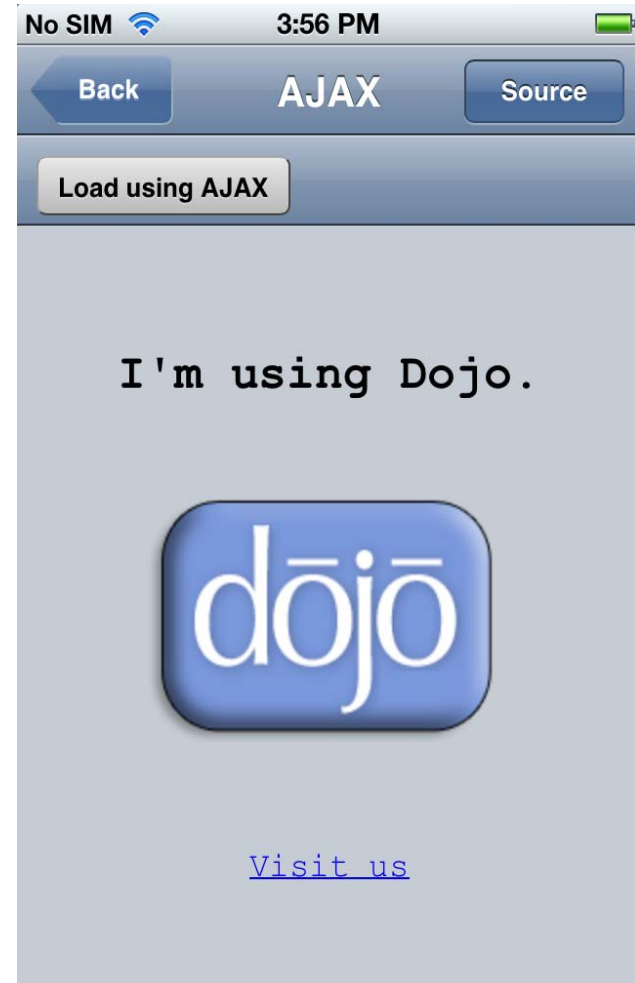 No SIM 3:56 PM
Back AJAX Source
Load using AJAX
I'm using Dojo.
dōjō
Visit us